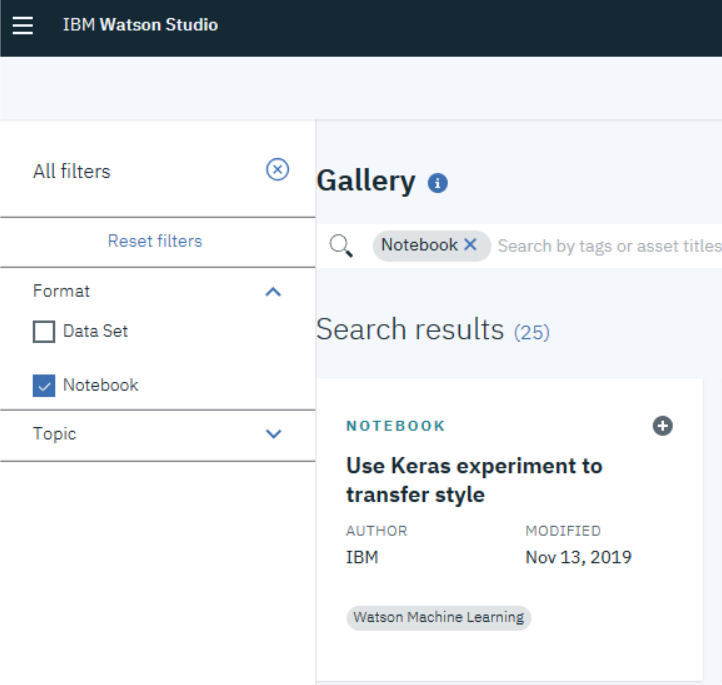 IBM Watson Studio
All filters
Reset filters
Format
Data Set
Notebook
Topic
Gallery
Notebook Search by tags or asset titles
Search results (25)
NOTEBOOK
Use Keras experiment to
transfer style
AUTHOR MODIFIED
IBM Nov 13, 2019
Watson Machine Learning